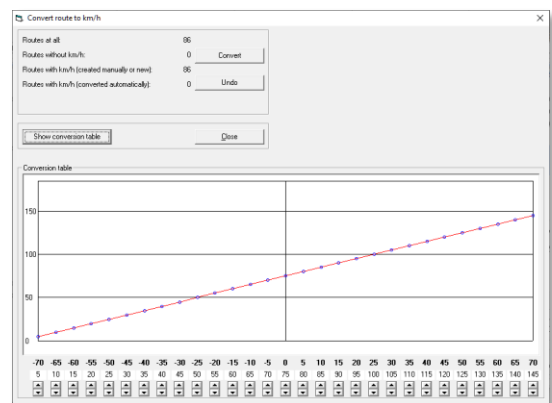 Convert route to km/h
Routes at all: 86
Routes without km/h: 0 Convert
Routes with km/h (created manually or new): 86
Routes with km/h (converted automatically): 0 Undo
Show conversion table Close
Conversion table
150
100
50
0
-70 -65 -60 -55 -50 -45 -40 -35 -30 -25 -20 -15 -10 -5 0 5 10 15 20 25 30 35 40 45 50 55 60 65 70
5 10 15 20 25 30 35 40 45 50 55 60 65 70 75 80 85 90 95 100 105 110 115 120 125 130 135 140 145